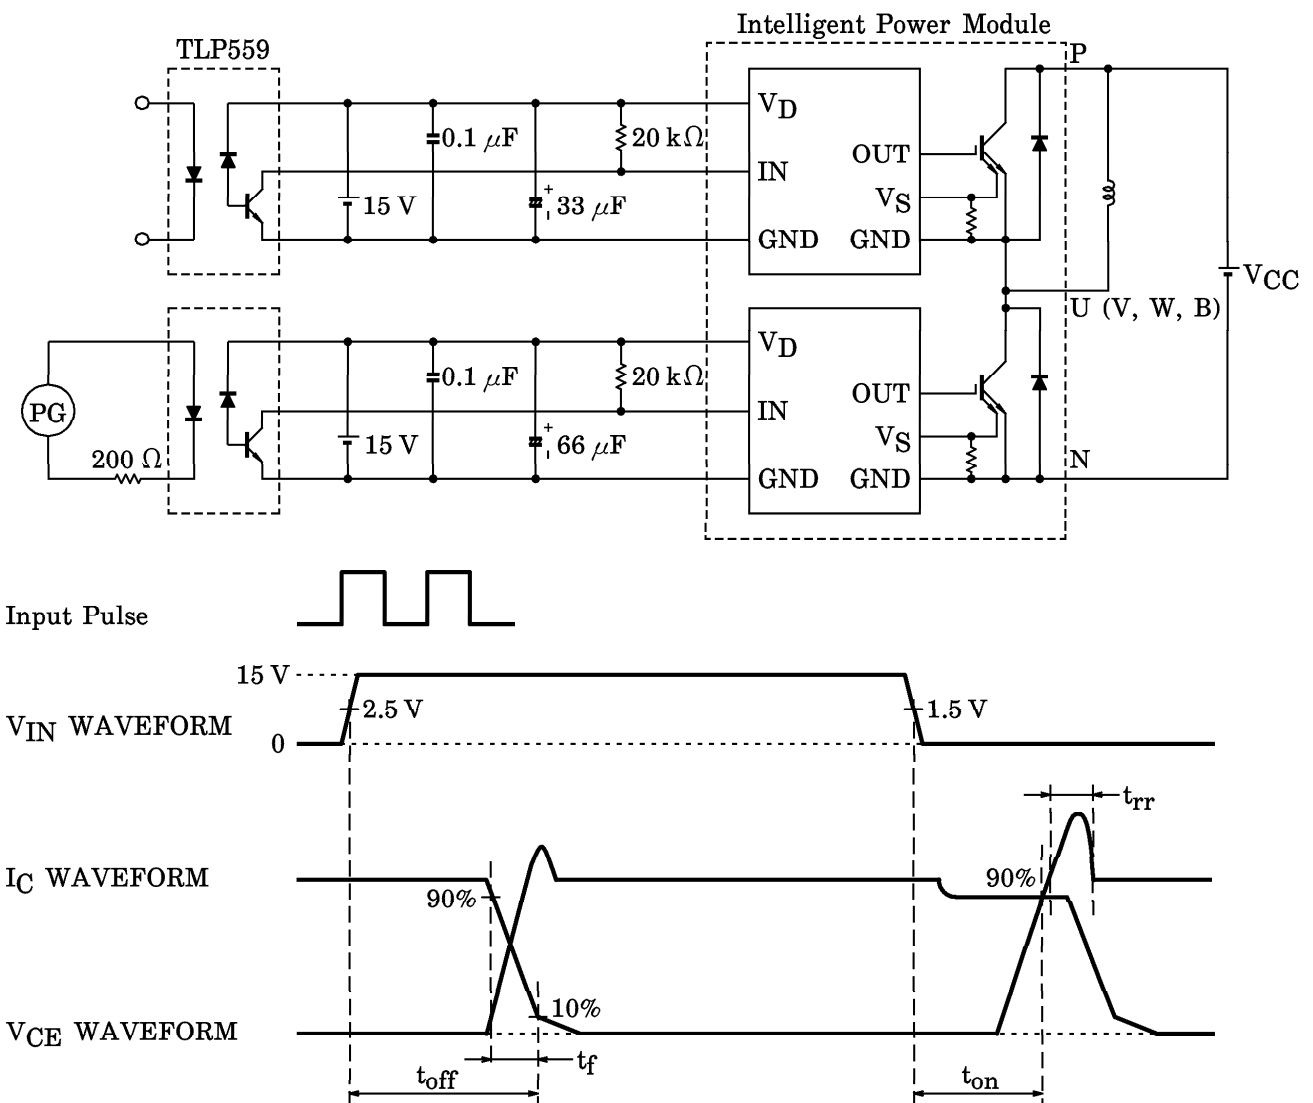 Intelligent Power Module
TLP559
P
VD
0.1 μF
20 kΩ
OUT
IN
15 V
+
-
33 μF
VS
GND GND
VCC
U (V, W, B)
VD
0.1 μF
20 kΩ
OUT
IN
PG
15 V
+
-
66 μF
VS
200 Ω
N
GND GND
Input Pulse
15 V
2.5 V
1.5 V
VIN WAVEFORM
0
trr
IC WAVEFORM
90%
90%
10%
VCE WAVEFORM
tf
toff
ton